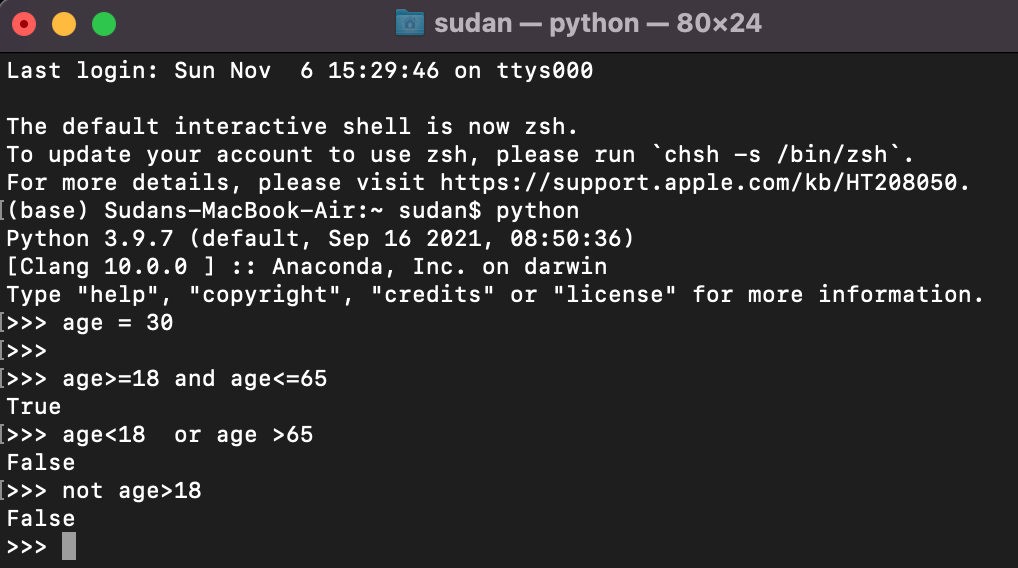 sudan — python — 80×24
Last login: Sun Nov  6 15:29:46 on ttys000
The default interactive shell is now zsh.
To update your account to use zsh, please run `chsh -s /bin/zsh`.
For more details, please visit https://support.apple.com/kb/HT208050.
(base) Sudans-MacBook-Air:~ sudan$ python
Python 3.9.7 (default, Sep 16 2021, 08:50:36)
[Clang 10.0.0 ] :: Anaconda, Inc. on darwin
Type "help", "copyright", "credits" or "license" for more information.
>>> age = 30
>>>
>>> age>=18 and age<=65
True
>>> age<18  or age >65
False
>>> not age>18
False
>>>